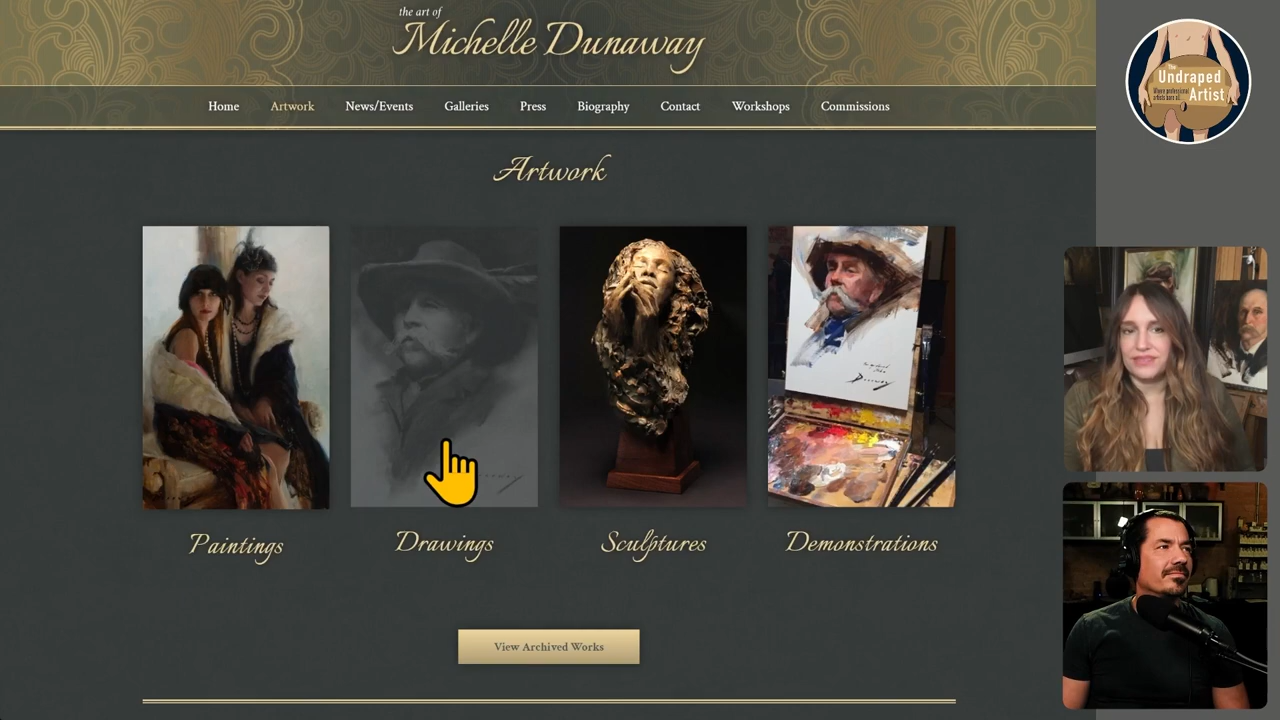 the art of
Michelle Dunaway
Home Artwork News/Events Galleries Press Biography Contact Workshops Commissions
Artwork
Paintings Drawings Sculptures Demonstrations
View Archived Works
The
Undraped
Artist
Dunaway